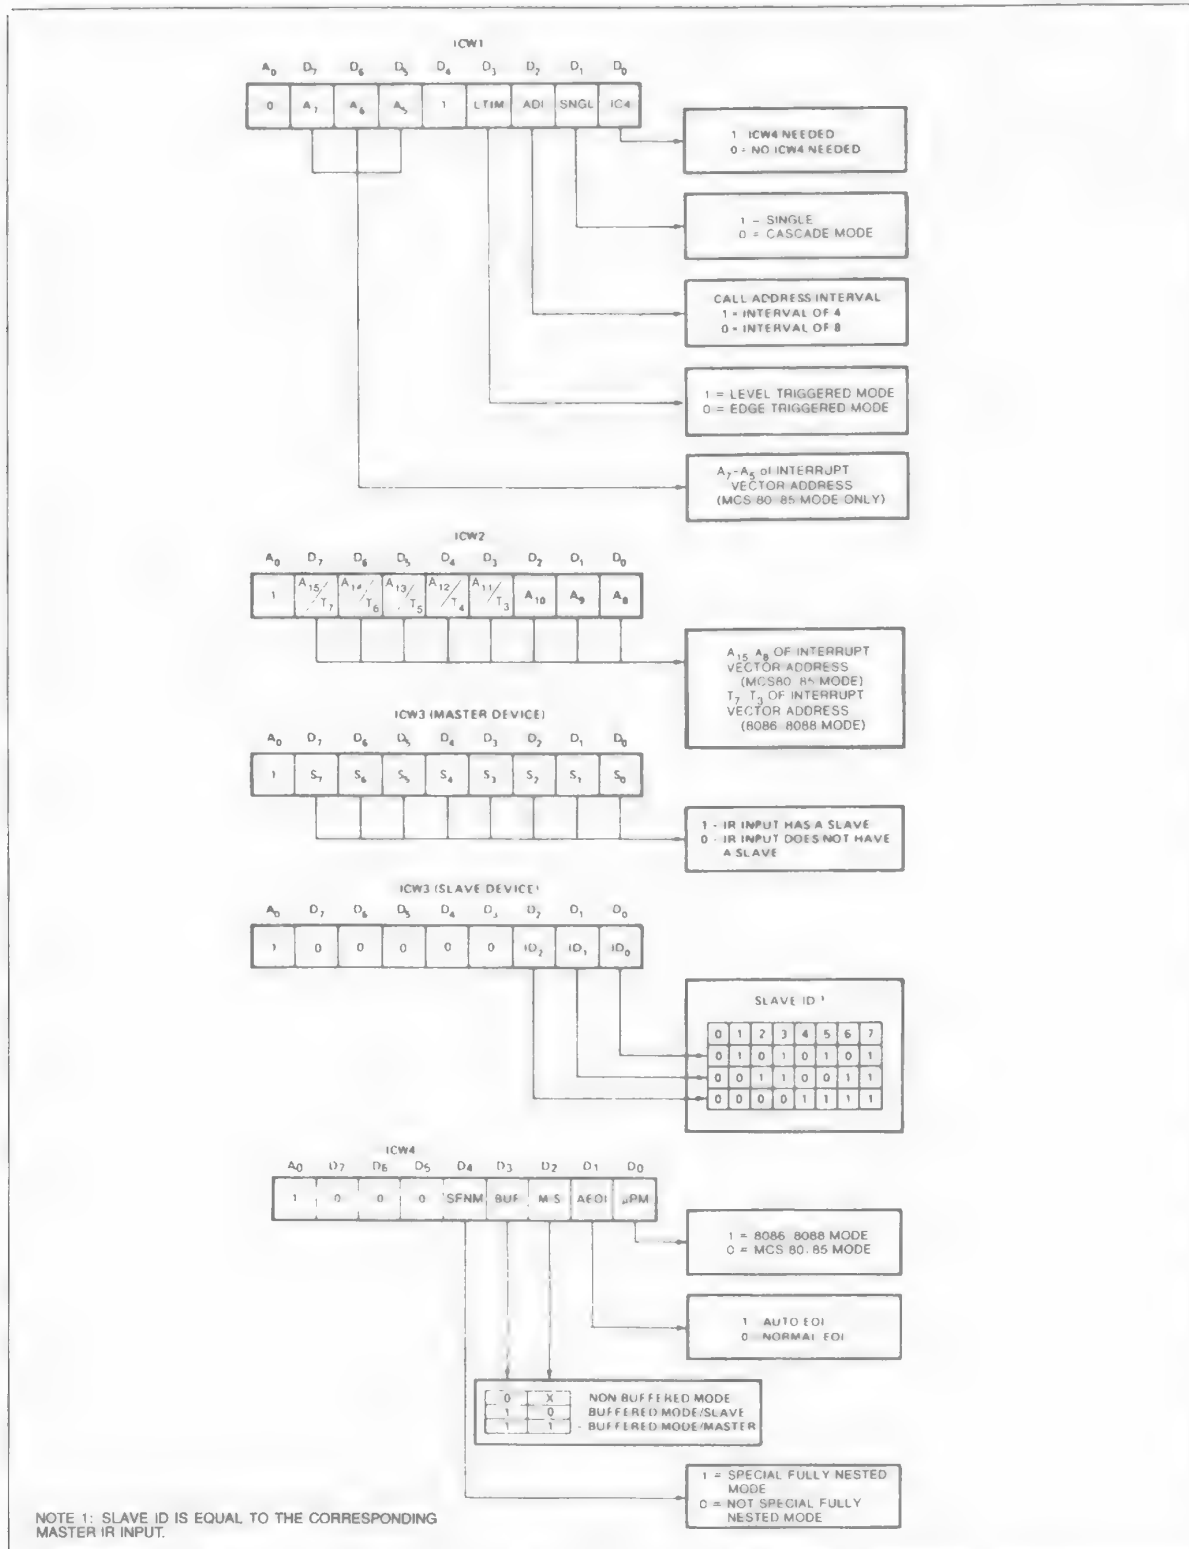 ICW1
A0 D7 D6 D5 D4 D3 D2 D1 D0
0 A7 A6 A5 1 LTIM ADI SNGL IC4
1 ICW4 NEEDED
0 = NO ICW4 NEEDED
1 - SINGLE
0 = CASCADE MODE
CALL ADDRESS INTERVAL
1 = INTERVAL OF 4
0 = INTERVAL OF 8
1 = LEVEL TRIGGERED MODE
0 = EDGE TRIGGERED MODE
A7-A5 of INTERRUPT
VECTOR ADDRESS
(MCS 80 85 MODE ONLY)
ICW2
A0 D7 D6 D5 D4 D3 D2 D1 D0
1 A15/T7 A14/T6 A13/T5 A12/T4 A11/T3 A10 A9 A8
A15 A8 OF INTERRUPT
VECTOR ADDRESS
(MCS80 85 MODE)
T7 T3 OF INTERRUPT
VECTOR ADDRESS
(8086 8088 MODE)
ICW3 (MASTER DEVICE)
A0 D7 D6 D5 D4 D3 D2 D1 D0
1 S7 S6 S5 S4 S3 S2 S1 S0
1 - IR INPUT HAS A SLAVE
0 - IR INPUT DOES NOT HAVE
A SLAVE
ICW3 (SLAVE DEVICE)
A0 D7 D6 D5 D4 D3 D2 D1 D0
1 0 0 0 0 0 ID2 ID1 ID0
SLAVE ID 1
0 1 2 3 4 5 6 7
0 1 0 1 0 1 0 1
0 0 1 1 0 0 1 1
0 0 0 0 1 1 1 1
ICW4
A0 D7 D6 D5 D4 D3 D2 D1 D0
1 0 0 0 SFNM BUF M S AEOI µPM
1 = 8086 8088 MODE
0 = MCS 80.85 MODE
1 AUTO EOI
0 NORMAL EOI
0 X NON BUFFERED MODE
1 0 BUFFERED MODE/SLAVE
1 1 - BUFFERED MODE/MASTER
1 = SPECIAL FULLY NESTED
MODE
0 = NOT SPECIAL FULLY
NESTED MODE
NOTE 1: SLAVE ID IS EQUAL TO THE CORRESPONDING
MASTER IR INPUT.